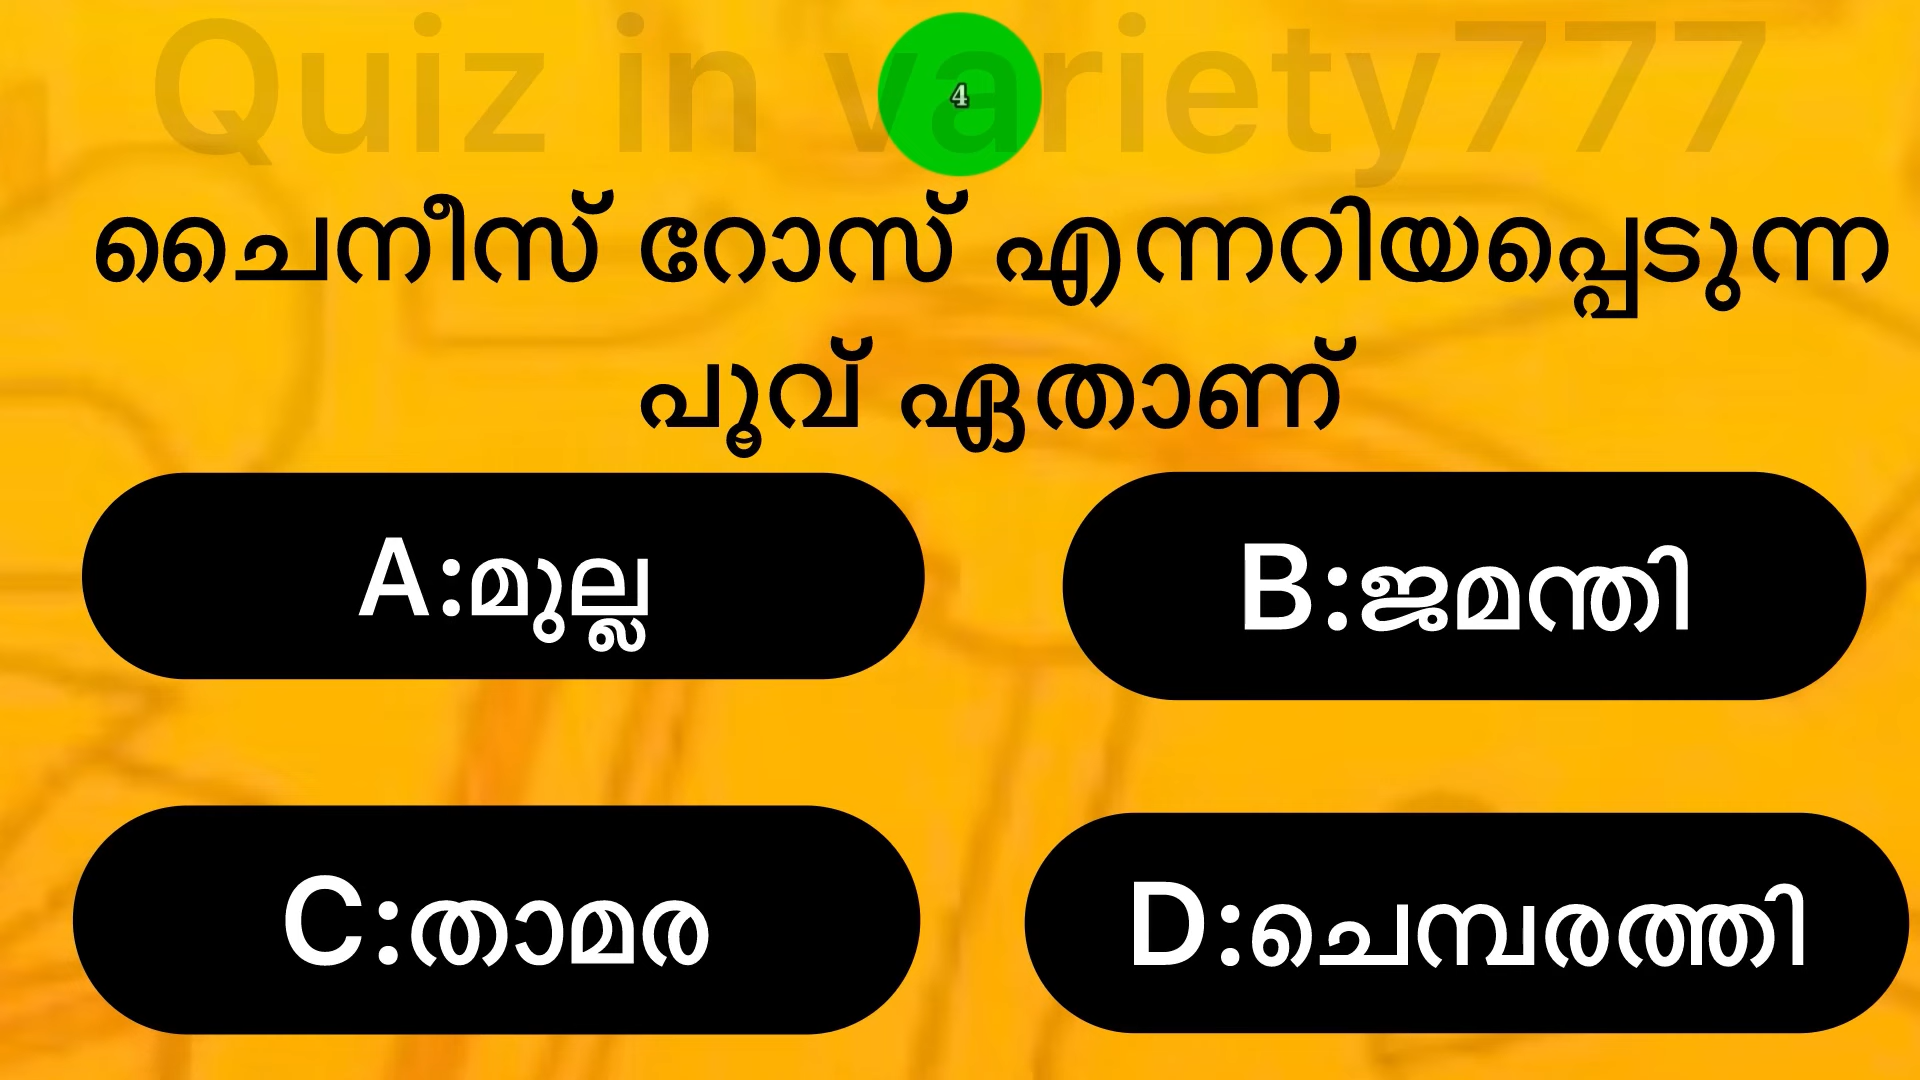 Quiz in variety777
4
ചൈനീസ് റോസ് എന്നറിയപ്പെടുന്ന
പൂവ് ഏതാണ്
A:മുല്ല
B:ജമന്തി
C:താമര
D:ചെമ്പരത്തി